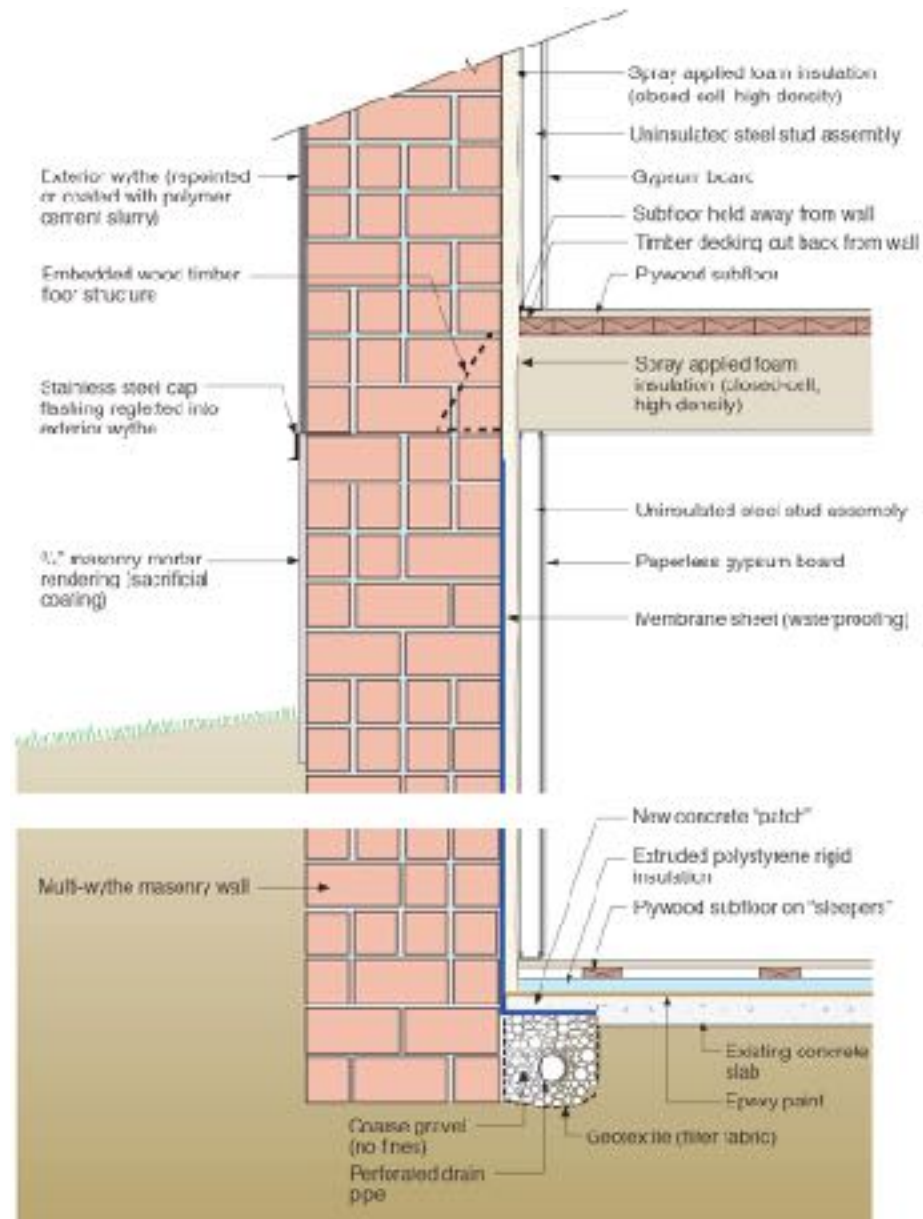 Spray applied foam insulation
(closed cell, high density)
Uninsulated steel stud assembly
Gypsum board
Subfloor held away from wall
Timber decking cut back from wall
Plywood subfloor
Exterior wythe (repointed
or coated with polymer
cement slurry)
Embedded wood timber
floor structure
Stainless steel cap
flashing regletted into
exterior wythe
Spray applied foam
insulation (closed-cell,
high density)
Uninsulated steel stud assembly
masonry mortar
rendering (sacrificial
coating)
Paperless gypsum board
Membrane sheet (waterproofing)
New concrete "patch"
Extruded polystyrene rigid
insulation
Plywood subfloor on "sleepers"
Multi-wythe masonry wall
Existing concrete
slab
Epoxy paint
Coarse gravel
(no fines)
Geotextile (filter fabric)
Perforated drain
pipe